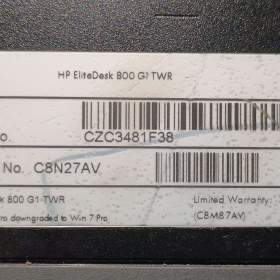 HP EliteDesk 800 G1 TWR
o. CZC3481F38
No. C8N27AV
k 800 G1 TWR Limited Warranty:
ro downgraded to Win 7 Pro (C8M87AV)